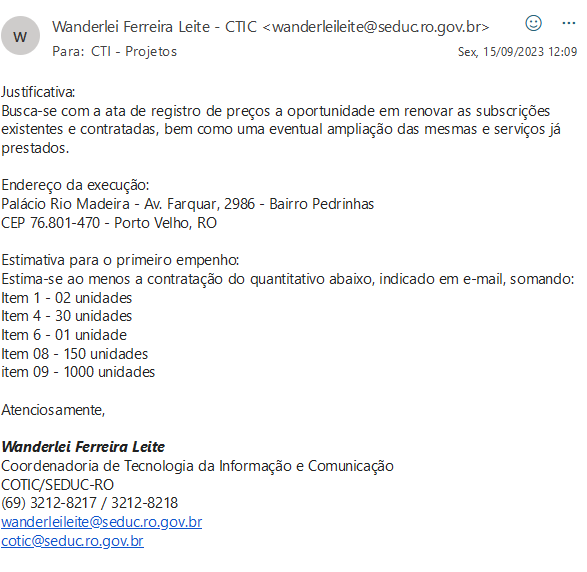 W
Wanderlei Ferreira Leite - CTIC <wanderleileite@seduc.ro.gov.br>
Para: CTI - Projetos
Sex, 15/09/2023 12:09
Justificativa:
Busca-se com a ata de registro de preços a oportunidade em renovar as subscrições
existentes e contratadas, bem como uma eventual ampliação das mesmas e serviços já
prestados.
Endereço da execução:
Palácio Rio Madeira - Av. Farquar, 2986 - Bairro Pedrinhas
CEP 76.801-470 - Porto Velho, RO
Estimativa para o primeiro empenho:
Estima-se ao menos a contratação do quantitativo abaixo, indicado em e-mail, somando:
Item 1 - 02 unidades
Item 4 - 30 unidades
Item 6 - 01 unidade
Item 08 - 150 unidades
item 09 - 1000 unidades
Atenciosamente,
Wanderlei Ferreira Leite
Coordenadoria de Tecnologia da Informação e Comunicação
COTIC/SEDUC-RO
(69) 3212-8217 / 3212-8218
wanderleileite@seduc.ro.gov.br
cotic@seduc.ro.gov.br